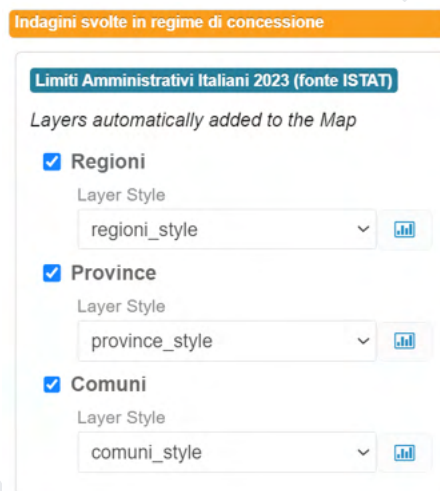 Indagini svolte in regime di concessione
Limiti Amministrativi Italiani 2023 (fonte ISTAT)
Layers automatically added to the Map
Regioni
Layer Style
regioni_style
Province
Layer Style
province_style
Comuni
Layer Style
comuni_style